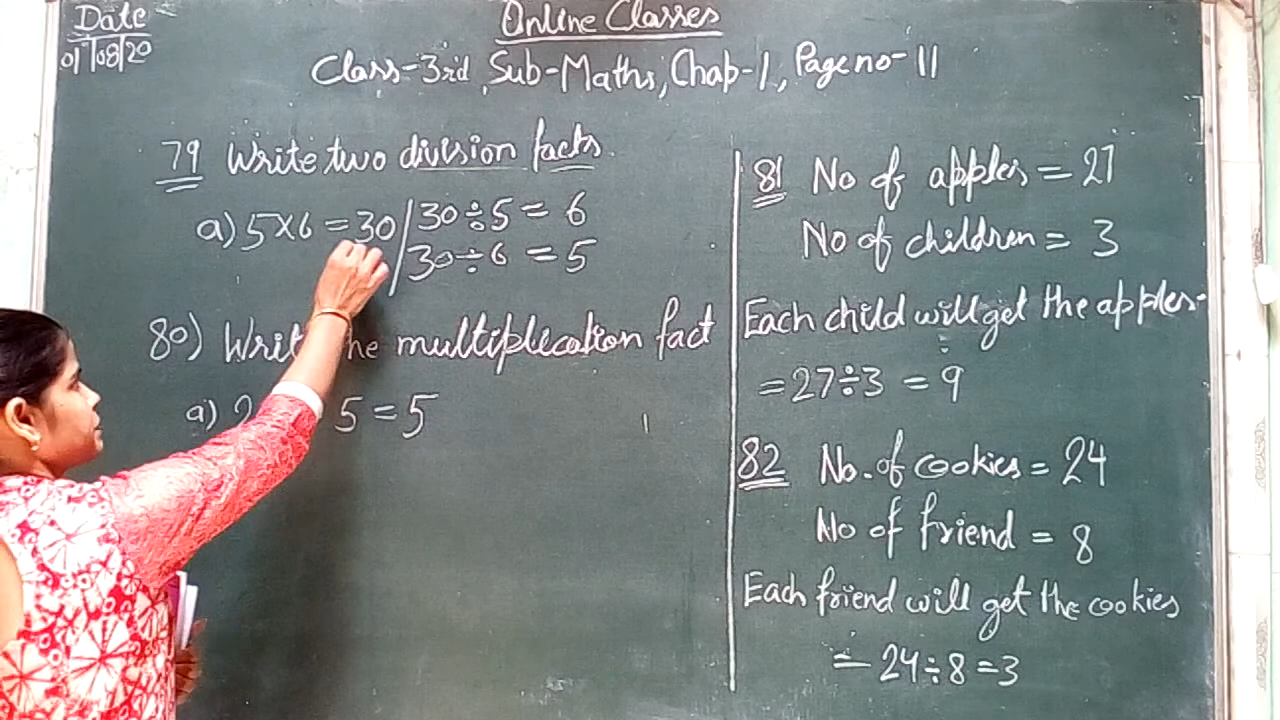 Date
01/08/20
Online Classes
Class-3rd, Sub-Maths, Chap-1, Page no-11
79 Write two division facts.
a) 5×6 =30 / 30÷5 = 6
30÷6 = 5
80) Write the multiplication fact
a) 2 5 = 5
81 No of apples = 27
No of children = 3
Each child will get the apples-
=27÷3 = 9
82 No. of cookies = 24
No of friend = 8
Each friend will get the cookies
= 24÷8=3